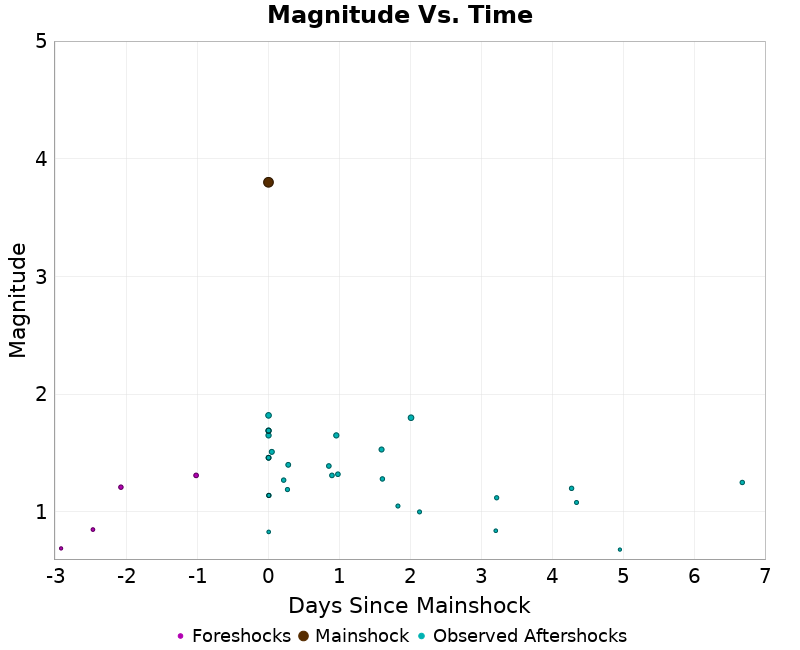 Magnitude Vs. Time
5
4
3
2
1
Magnitude
-3 -2 -1 0 1 2 3 4 5 6 7
Days Since Mainshock
Foreshocks Mainshock Observed Aftershocks